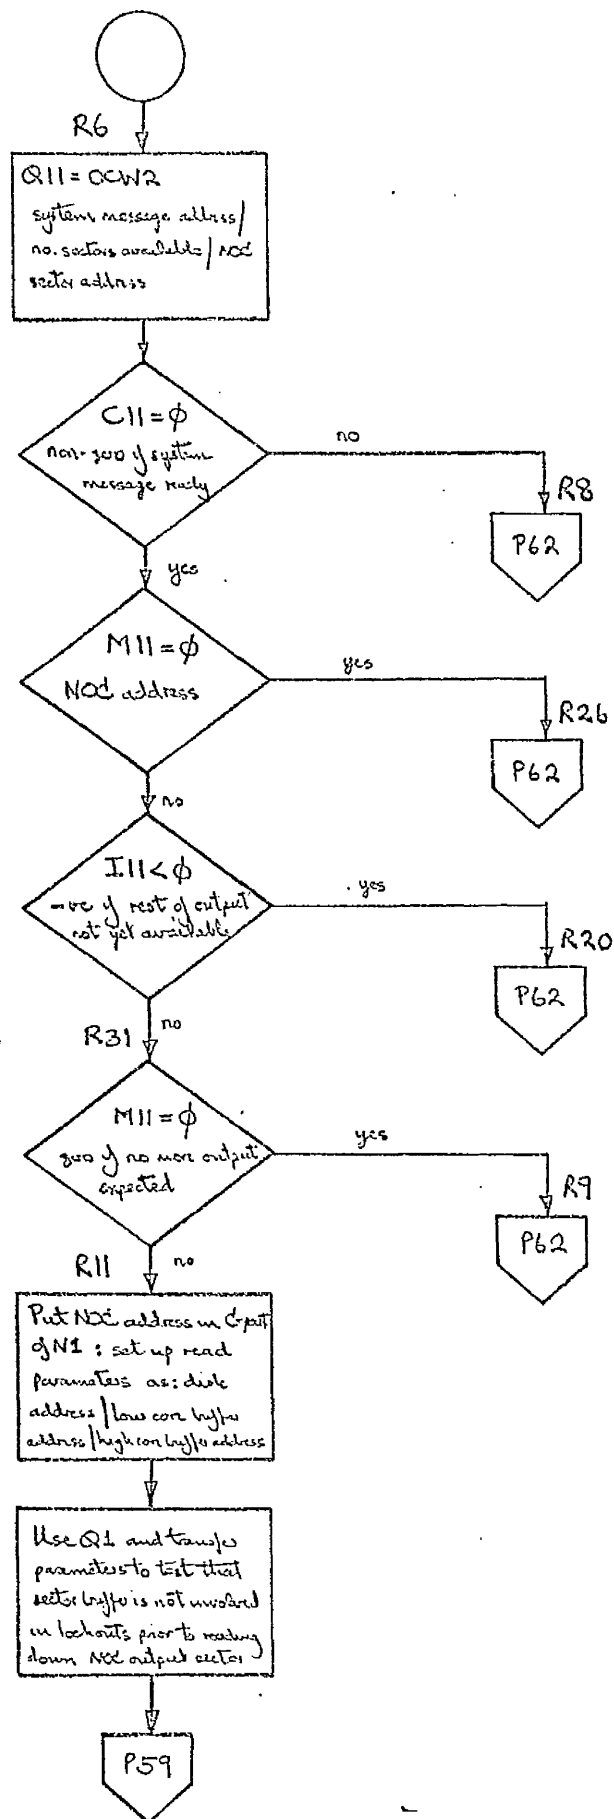 R6
Q11 = OCW2
system message address/
no. sectors available/NOC
sector address
C11=ϕ
non-zero if system
message ready
no
R8
P62
yes
M11=ϕ
NOC address
yes
R26
P62
no
I11<ϕ
-ve if rest of output
not yet available
yes
R20
P62
R31
no
M11=ϕ
zero if no more output
expected
yes
R9
P62
R11
no
Put NOC address in C-part
of N1 : set up read
parameters as: disk
address/low core buffer
address/high core buffer address
Use Q1 and transfer
parameters to test that
sector buffer is not involved
in lockouts prior to reading
down NOC output sector
P59